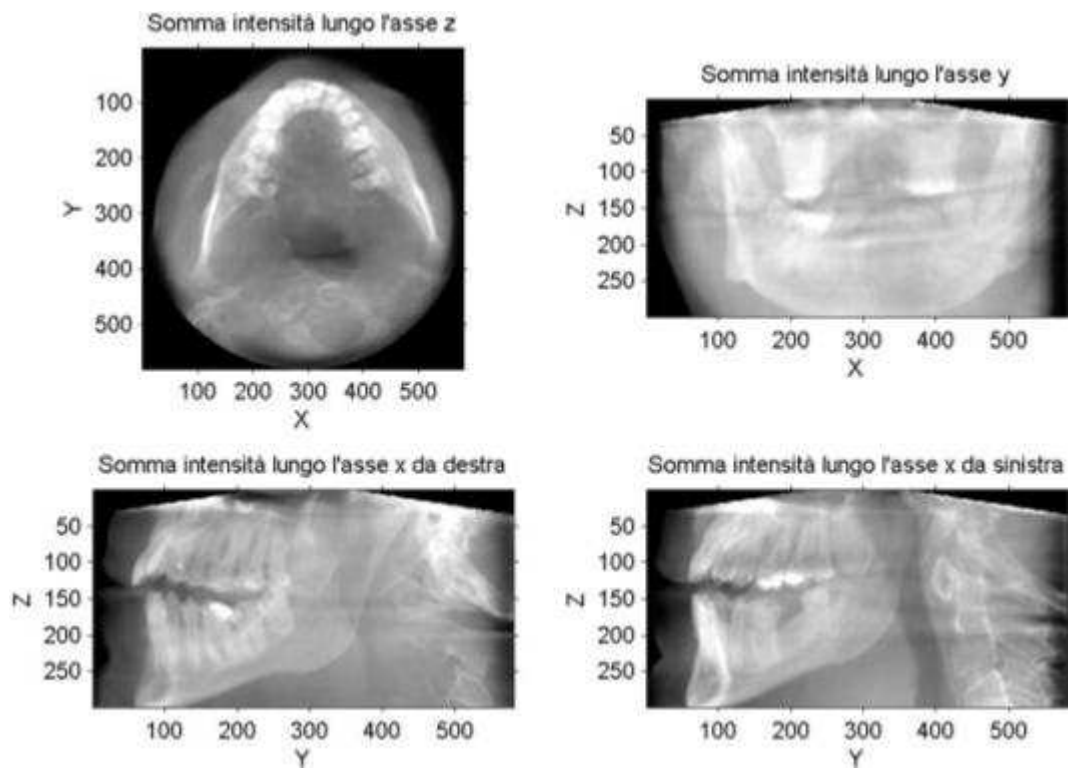 Somma intensità lungo l'asse z
100
200
300
400
500
Y
100 200 300 400 500
X
Somma intensità lungo l'asse y
50
100
150
200
250
Z
100 200 300 400 500
X
Somma intensità lungo l'asse x da destra
50
100
150
200
250
Z
100 200 300 400 500
Y
Somma intensità lungo l'asse x da sinistra
50
100
150
200
250
Z
100 200 300 400 500
Y